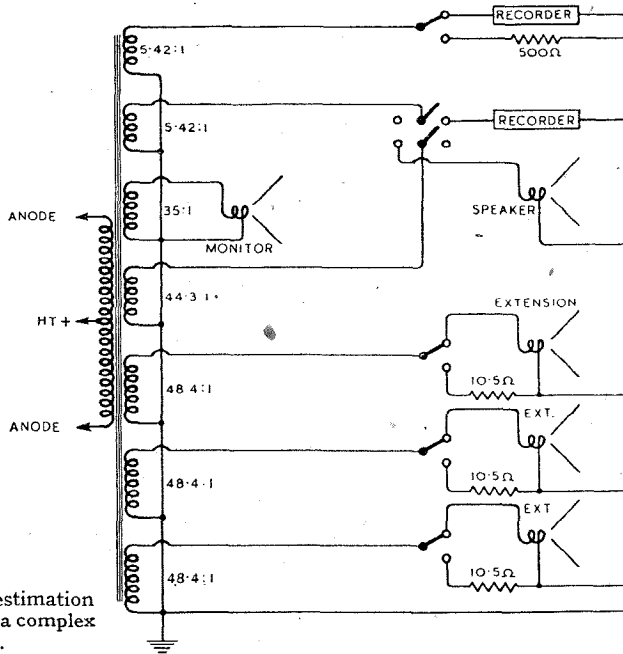 RECORDER
5·42:1
500Ω
5·42:1
RECORDER
35:1
SPEAKER
ANODE
MONITOR
44·3 1
HT+
EXTENSION
48·4:1
10·5Ω
EXT.
ANODE
48·4·1
10·5Ω
EXT
48·4:1
10·5Ω
estimation
a complex
.